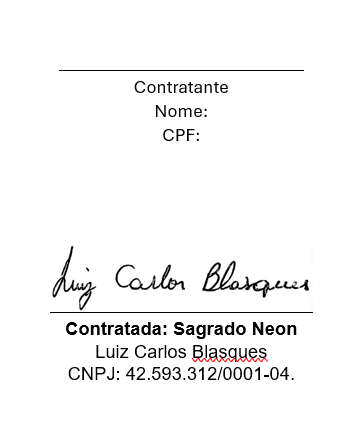 Contratante
Nome:
CPF:
Luiz Carlos Blasques
Contratada: Sagrado Neon
Luiz Carlos Blasques
CNPJ: 42.593.312/0001-04.